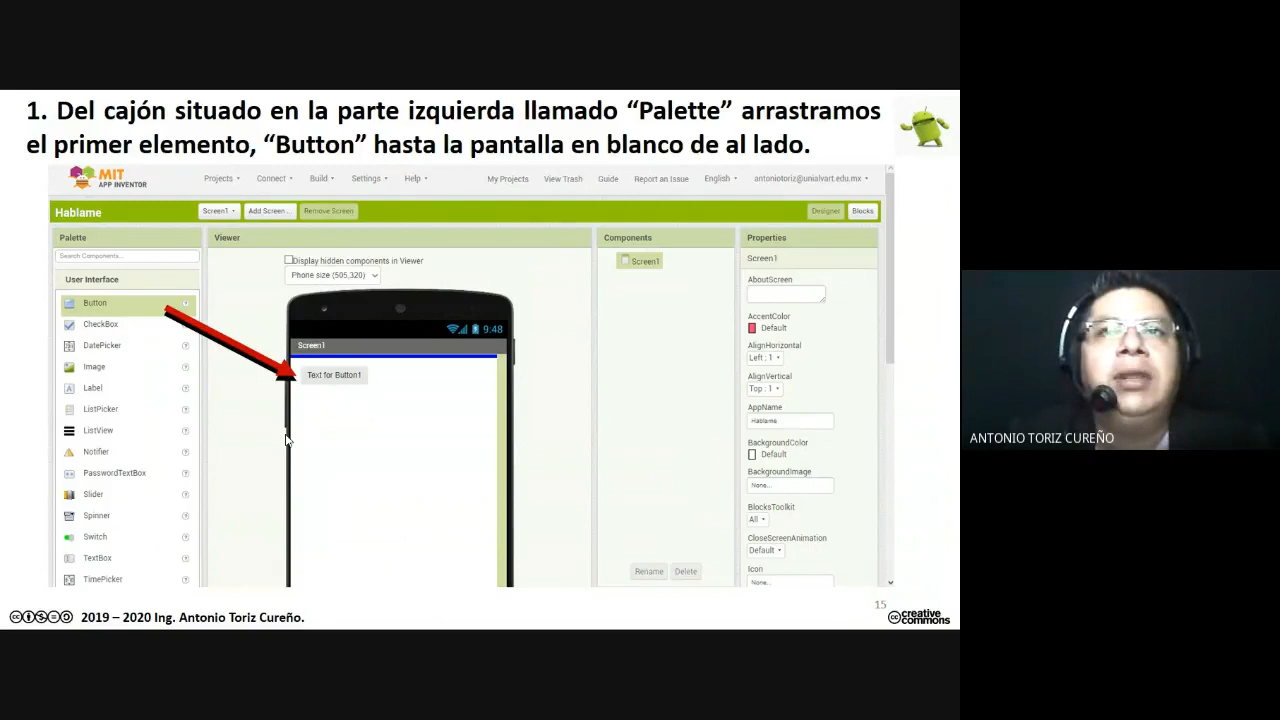 1. Del cajón situado en la parte izquierda llamado “Palette” arrastramos
el primer elemento, “Button” hasta la pantalla en blanco de al lado.
MIT
APP INVENTOR
Projects
Connect
Build
Settings
Help
My Projects
View Trash
Guide
Report an Issue
English
antoniotoriz@unialvart.edu.mx
Hablame
Screen1
Add Screen ...
Remove Screen
Designer
Blocks
Palette
Search Components...
User Interface
Button
CheckBox
DatePicker
Image
Label
ListPicker
ListView
Notifier
PasswordTextBox
Slider
Spinner
Switch
TextBox
TimePicker
Viewer
Display hidden components in Viewer
Phone size (505,320)
9:48
Screen1
Text for Button1
Components
Screen1
Rename
Delete
Properties
Screen1
AboutScreen
AccentColor
Default
AlignHorizontal
Left : 1
AlignVertical
Top : 1
AppName
Hablame
BackgroundColor
Default
BackgroundImage
None...
BlocksToolkit
All
CloseScreenAnimation
Default
Icon
None...
15
2019 – 2020 Ing. Antonio Toriz Cureño.
creative
commons
ANTONIO TORIZ CUREÑO